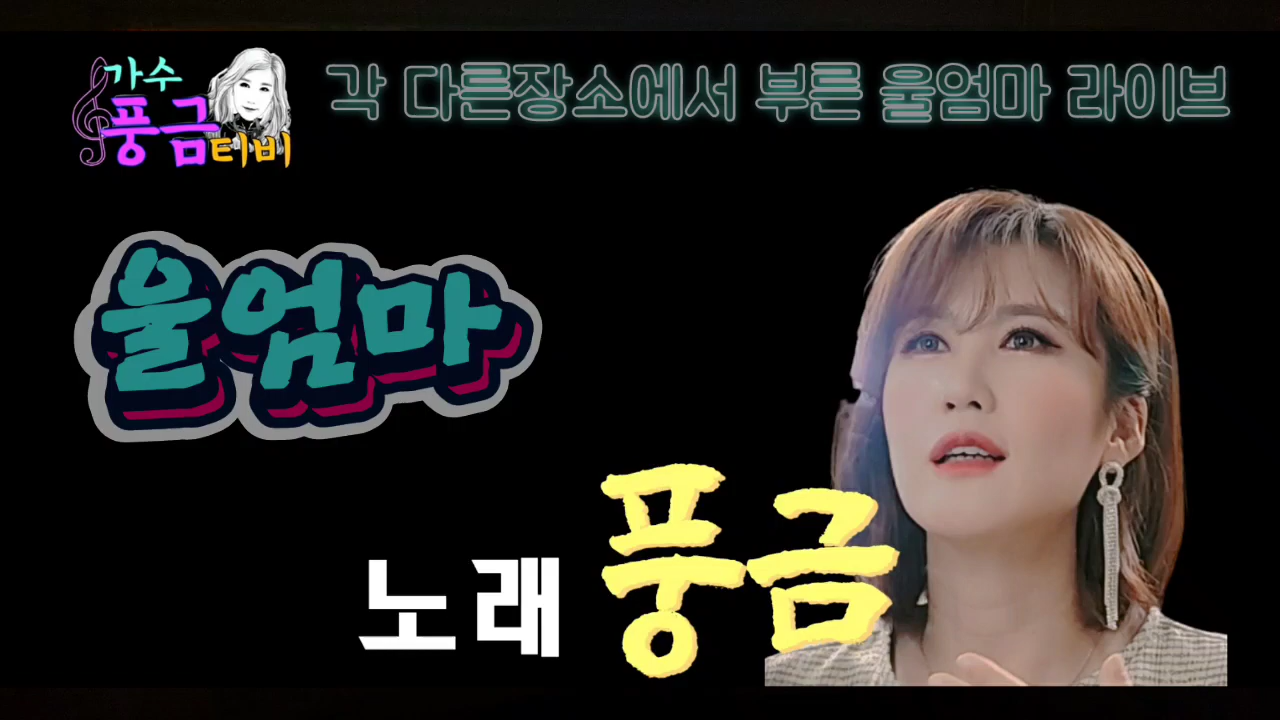 가수
풍금
티비
각 다른장소에서 부른 울엄마 라이브
울엄마
노래 풍금